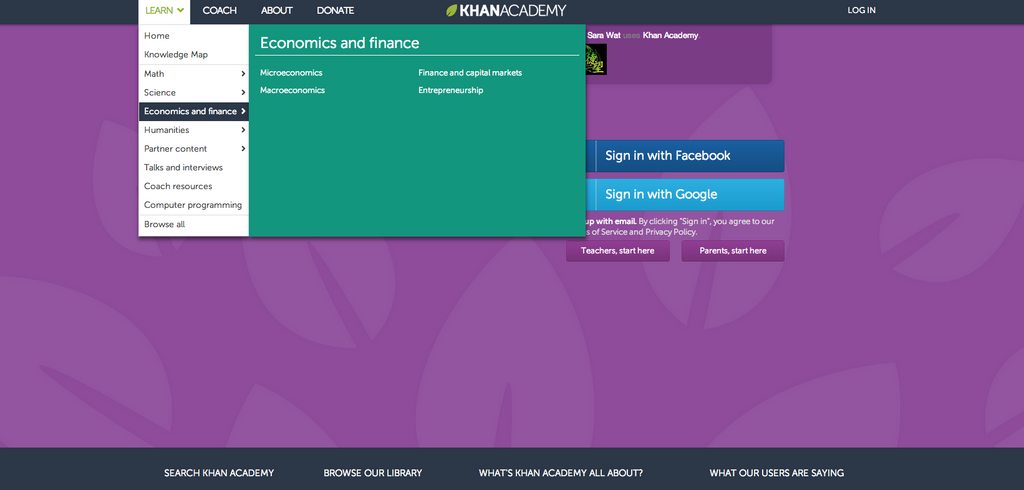 LEARN COACH ABOUT DONATE KHANACADEMY LOG IN
Home
Knowledge Map
Math
Science
Economics and finance
Humanities
Partner content
Talks and interviews
Coach resources
Computer programming
Browse all
Economics and finance
Microeconomics Finance and capital markets
Macroeconomics Entrepreneurship
Sara Wat uses Khan Academy
Sign in with Facebook
Sign in with Google
up with email. By clicking "Sign in", you agree to our
of Service and Privacy Policy.
Teachers, start here Parents, start here
SEARCH KHAN ACADEMY BROWSE OUR LIBRARY WHAT'S KHAN ACADEMY ALL ABOUT? WHAT OUR USERS ARE SAYING